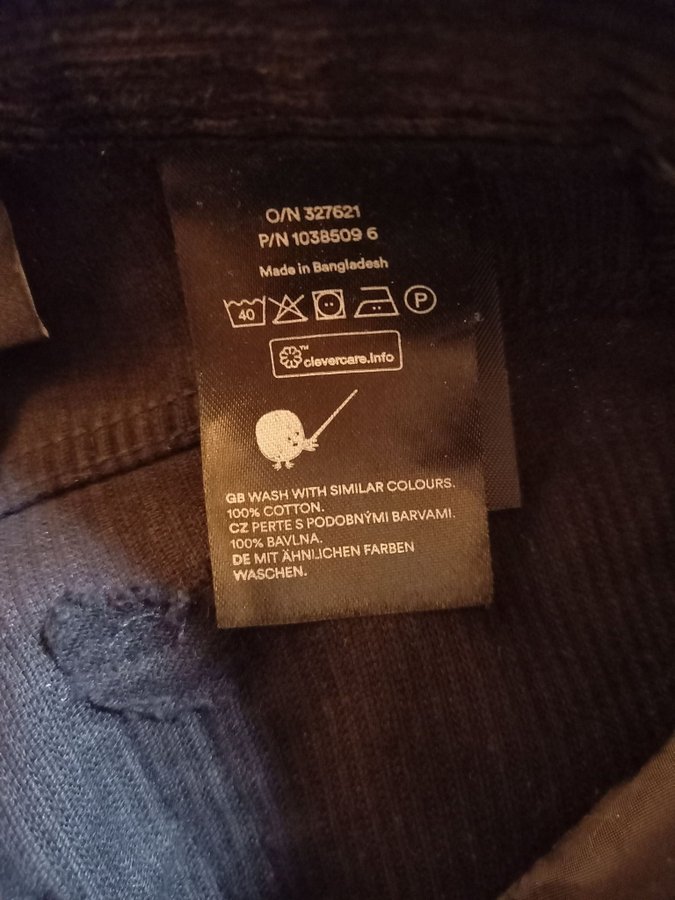 O/N 327621
P/N 1038509 6
Made in Bangladesh
40 P
™ clevercare.info
GB WASH WITH SIMILAR COLOURS.
100% COTTON.
CZ PERTE S PODOBNÝMI BARVAMI.
100% BAVLNA.
DE MIT ÄHNLICHEN FARBEN
WASCHEN.